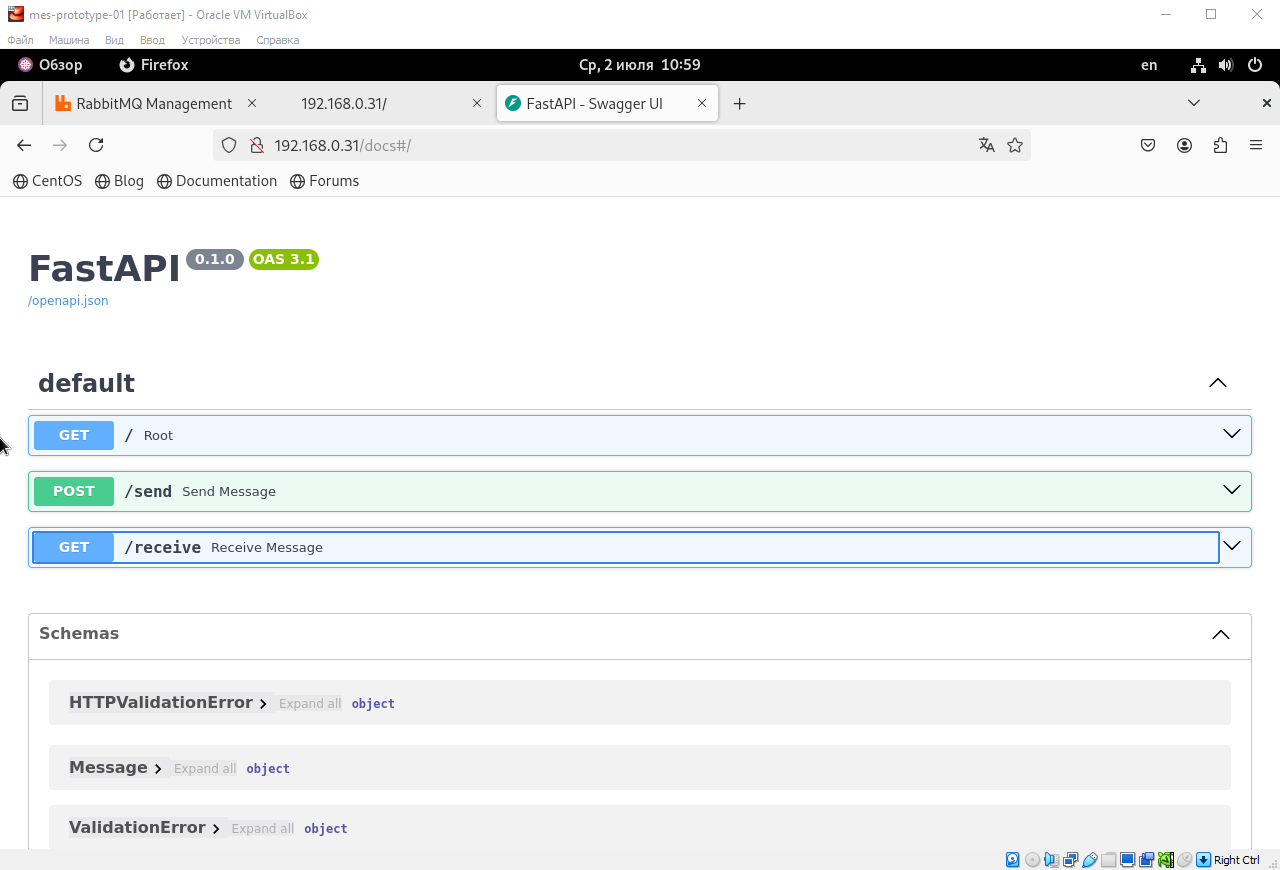 mes-prototype-01 [Работает] - Oracle VM VirtualBox
Файл Машина Вид Ввод Устройства Справка
Обзор Firefox Ср, 2 июля 10:59 en
RabbitMQ Management 192.168.0.31/ FastAPI - Swagger UI
192.168.0.31/docs#/
CentOS Blog Documentation Forums
FastAPI 0.1.0 OAS 3.1
/openapi.json
default
GET / Root
POST /send Send Message
GET /receive Receive Message
Schemas
HTTPValidationError Expand all object
Message Expand all object
ValidationError Expand all object
Right Ctrl